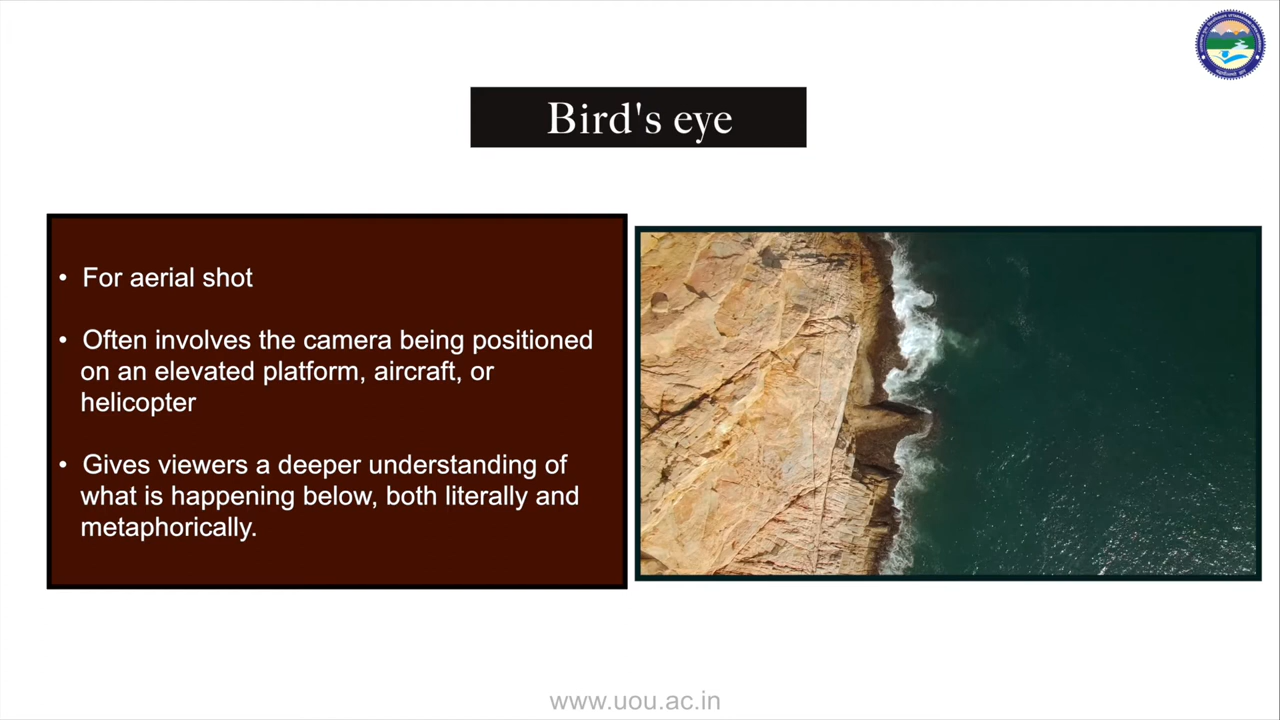 Bird's eye
• For aerial shot
• Often involves the camera being positioned
on an elevated platform, aircraft, or
helicopter
• Gives viewers a deeper understanding of
what is happening below, both literally and
metaphorically.
www.uou.ac.in